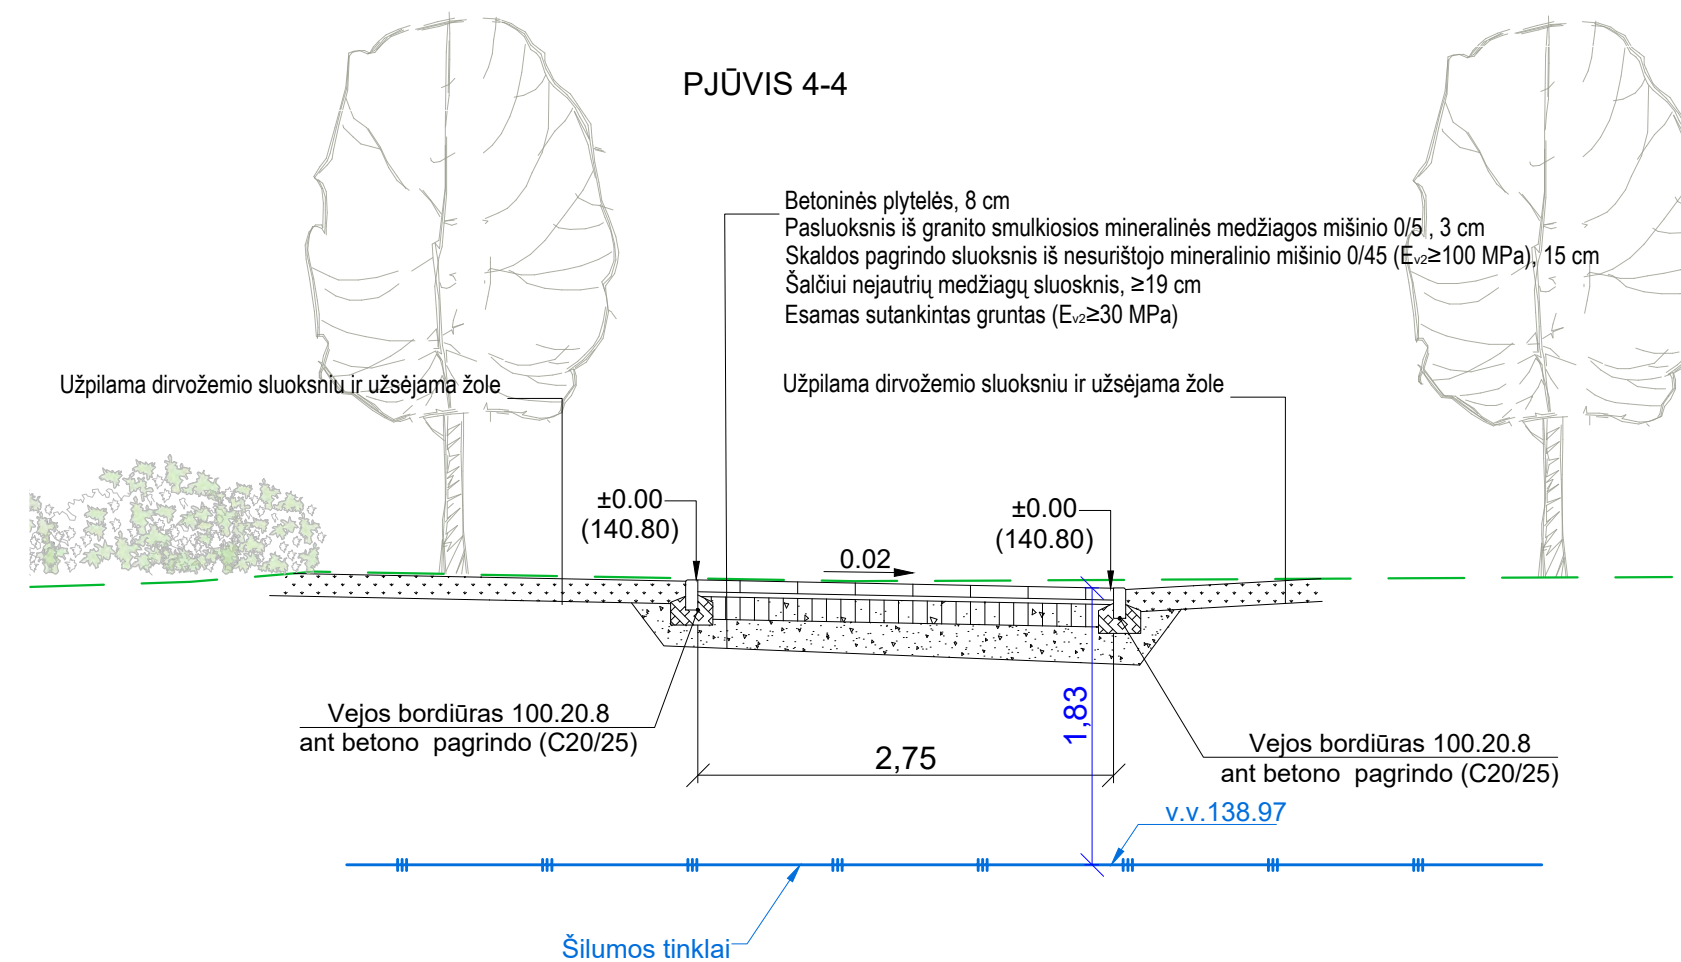 PJŪVIS 4-4
Betoninės plytelės, 8 cm
Pasluoksnis iš granito smulkiosios mineralinės medžiagos mišinio 0/5 , 3 cm
Skaldos pagrindo sluoksnis iš nesurištojo mineralinio mišinio 0/45 (Ev2≥100 MPa), 15 cm
Šalčiui nejautrių medžiagų sluosknis, ≥19 cm
Esamas sutankintas gruntas (Ev2≥30 MPa)
Užpilama dirvožemio sluoksniu ir užsėjama žole
Užpilama dirvožemio sluoksniu ir užsėjama žole
±0.00
(140.80)
±0.00
(140.80)
0.02
Vejos bordiūras 100.20.8
ant betono pagrindo (C20/25)
1,83
2,75
Vejos bordiūras 100.20.8
ant betono pagrindo (C20/25)
v.v.138.97
Šilumos tinklai